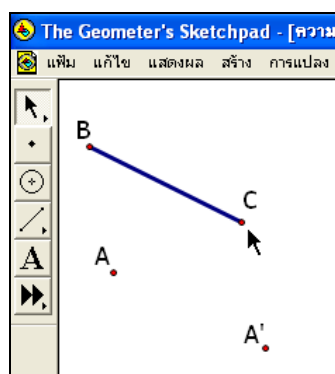 The Geometer's Sketchpad - [ความ
แฟ้ม แก้ไข แสดงผล สร้าง การแปลง
B
C
A
A
A'